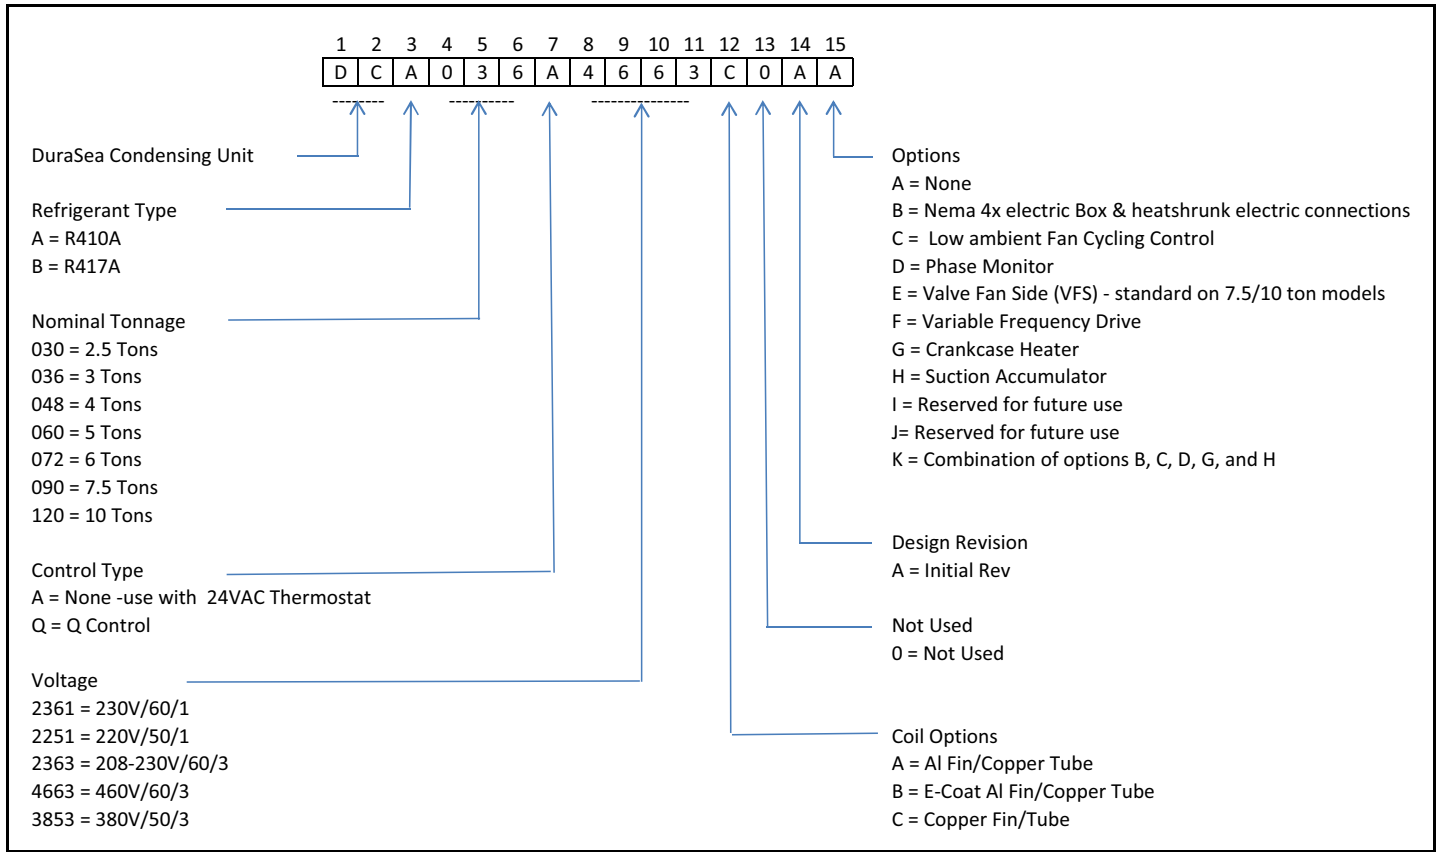 1 2 3 4 5 6 7 8 9 10 11 12 13 14 15
D C A 0 3 6 A 4 6 6 3 C 0 A A
DuraSea Condensing Unit
Refrigerant Type
A = R410A
B = R417A
Nominal Tonnage
030 = 2.5 Tons
036 = 3 Tons
048 = 4 Tons
060 = 5 Tons
072 = 6 Tons
090 = 7.5 Tons
120 = 10 Tons
Control Type
A = None -use with 24VAC Thermostat
Q = Q Control
Voltage
2361 = 230V/60/1
2251 = 220V/50/1
2363 = 208-230V/60/3
4663 = 460V/60/3
3853 = 380V/50/3
Options
A = None
B = Nema 4x electric Box & heatshrunk electric connections
C = Low ambient Fan Cycling Control
D = Phase Monitor
E = Valve Fan Side (VFS) - standard on 7.5/10 ton models
F = Variable Frequency Drive
G = Crankcase Heater
H = Suction Accumulator
I = Reserved for future use
J= Reserved for future use
K = Combination of options B, C, D, G, and H
Design Revision
A = Initial Rev
Not Used
0 = Not Used
Coil Options
A = Al Fin/Copper Tube
B = E-Coat Al Fin/Copper Tube
C = Copper Fin/Tube